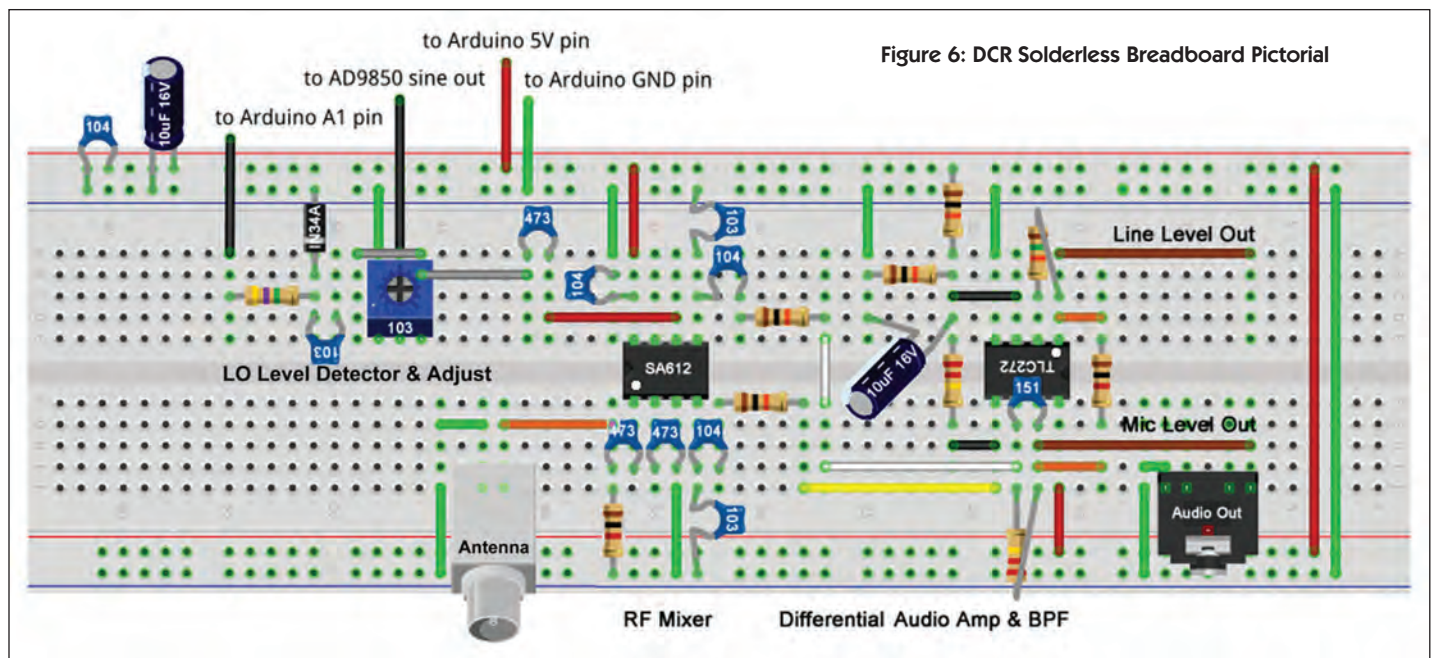 Figure 6: DCR Solderless Breadboard Pictorial
to Arduino 5V pin
to AD9850 sine out
to Arduino GND pin
to Arduino A1 pin
104
10uF 16V
1N34A
473
103
104
104
Line Level Out
103
103
SA612
10uF 16V
TLC272
151
LO Level Detector & Adjust
473
473
104
Mic Level Out
103
Audio Out
Antenna
RF Mixer
Differential Audio Amp & BPF